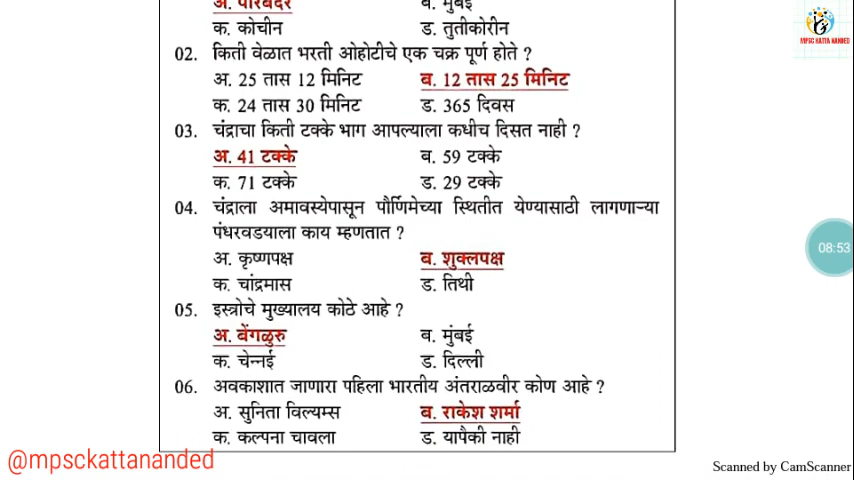 अ. पोरबंदर ब. मुंबई
क. कोचीन ड. तुतीकोरीन
02. किती वेळात भरती ओहोटीचे एक चक्र पूर्ण होते ?
अ. 25 तास 12 मिनिट ब. 12 तास 25 मिनिट
क. 24 तास 30 मिनिट ड. 365 दिवस
03. चंद्राचा किती टक्के भाग आपल्याला कधीच दिसत नाही ?
अ. 41 टक्के ब. 59 टक्के
क. 71 टक्के ड. 29 टक्के
04. चंद्राला अमावस्येपासून पौणिमेच्या स्थितीत येण्यासाठी लागणाऱ्या
पंधरवडयाला काय म्हणतात ?
अ. कृष्णपक्ष ब. शुक्लपक्ष
क. चांद्रमास ड. तिथी
05. इस्त्रोचे मुख्यालय कोठे आहे ?
अ. बेंगळुरु ब. मुंबई
क. चेन्नई ड. दिल्ली
06. अवकाशात जाणारा पहिला भारतीय अंतराळवीर कोण आहे ?
अ. सुनिता विल्यम्स ब. राकेश शर्मा
क. कल्पना चावला ड. यापैकी नाही
MPSC KATTA NANDED
08:53
@mpsckattananded
Scanned by CamScanner